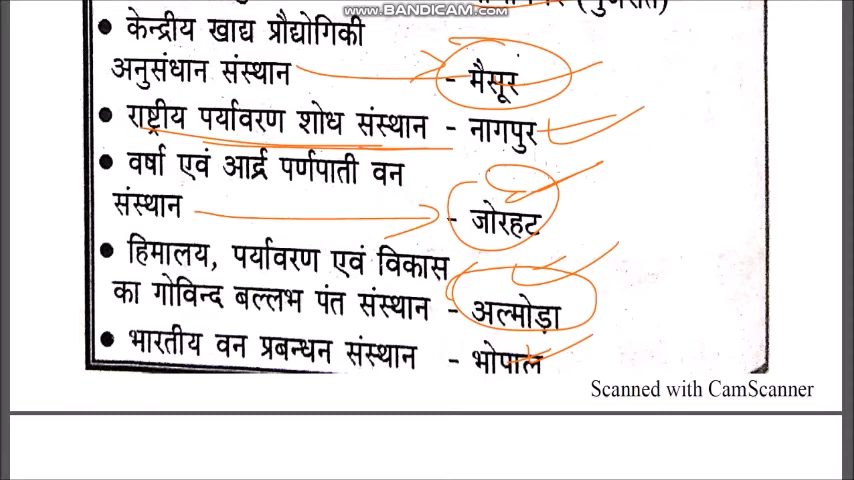 WWW.BANDICAM.COM
(गुजरात)
• केन्द्रीय खाद्य प्रौद्योगिकी
अनुसंधान संस्थान - मैसूर
• राष्ट्रीय पर्यावरण शोध संस्थान - नागपुर
• वर्षा एवं आर्द्र पर्णपाती वन
संस्थान - जोरहट
• हिमालय, पर्यावरण एवं विकास
का गोविन्द बल्लभ पंत संस्थान - अल्मोड़ा
• भारतीय वन प्रबन्धन संस्थान - भोपाल
Scanned with CamScanner